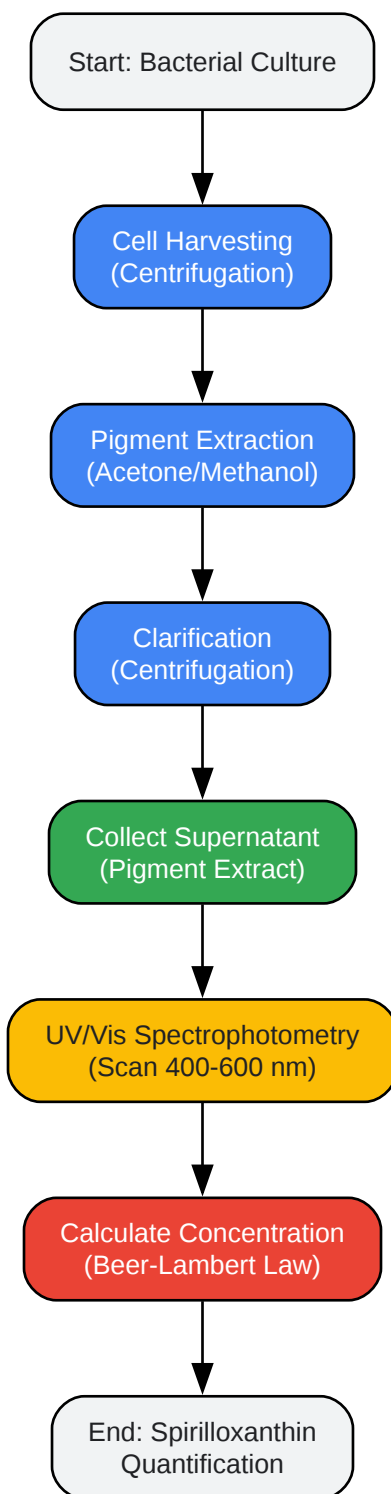 Start: Bacterial Culture
Cell Harvesting
(Centrifugation)
Pigment Extraction
(Acetone/Methanol)
Clarification
(Centrifugation)
Collect Supernatant
(Pigment Extract)
UV/Vis Spectrophotometry
(Scan 400-600 nm)
Calculate Concentration
(Beer-Lambert Law)
End: Spirilloxanthin
Quantification